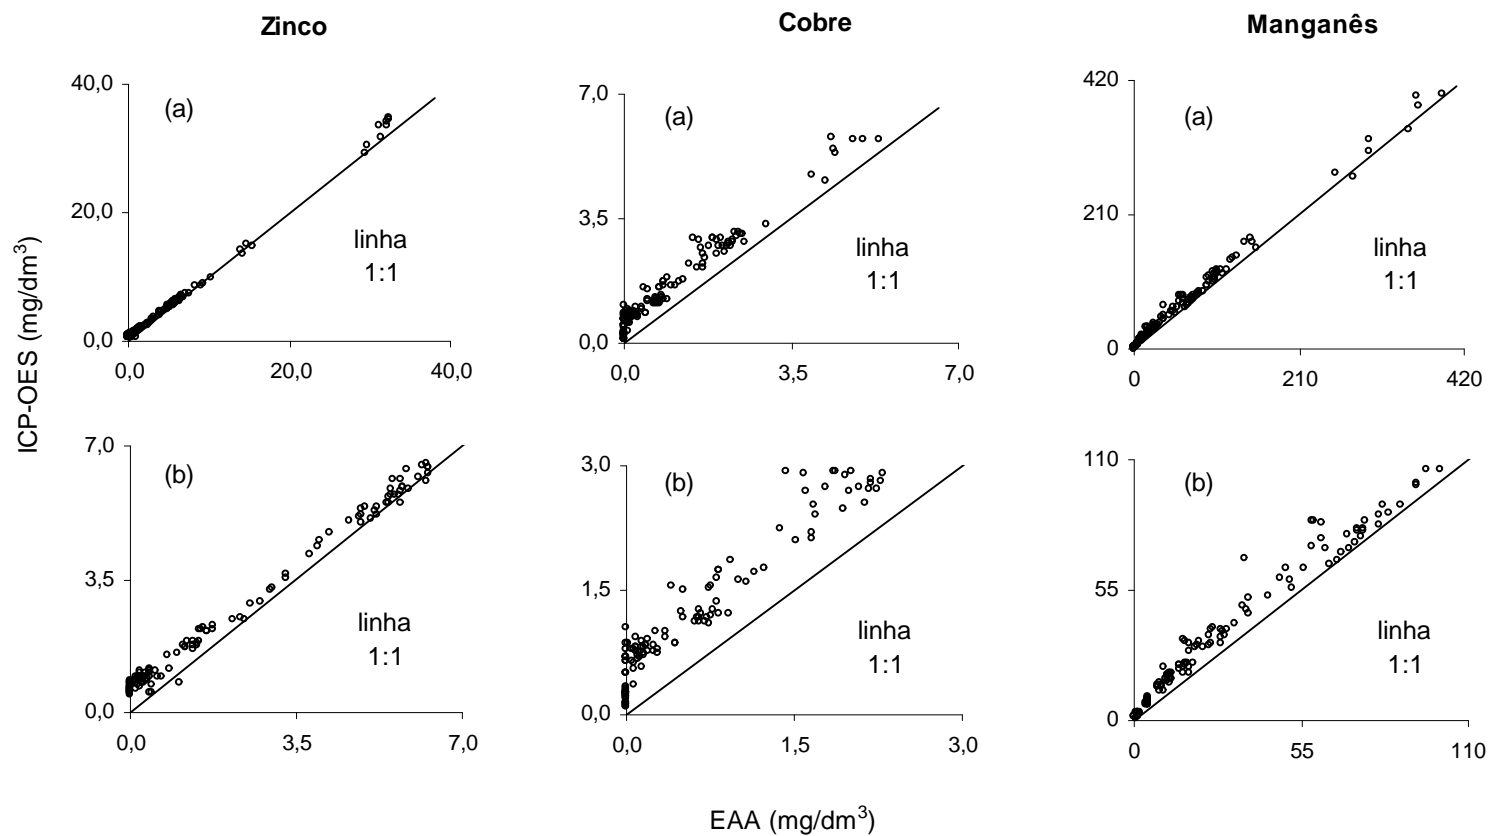 Zinco
Cobre
Manganês
ICP-OES (mg/dm³)
40,0
(a)
20,0
linha
1:1
0,0
0,0
20,0
40,0
7,0
(a)
3,5
linha
1:1
0,0
0,0
3,5
7,0
420
(a)
210
linha
1:1
0
0
210
420
7,0
(b)
3,5
linha
1:1
0,0
0,0
3,5
7,0
3,0
(b)
1,5
linha
1:1
0,0
0,0
1,5
3,0
110
(b)
55
linha
1:1
0
0
55
110
EAA (mg/dm³)